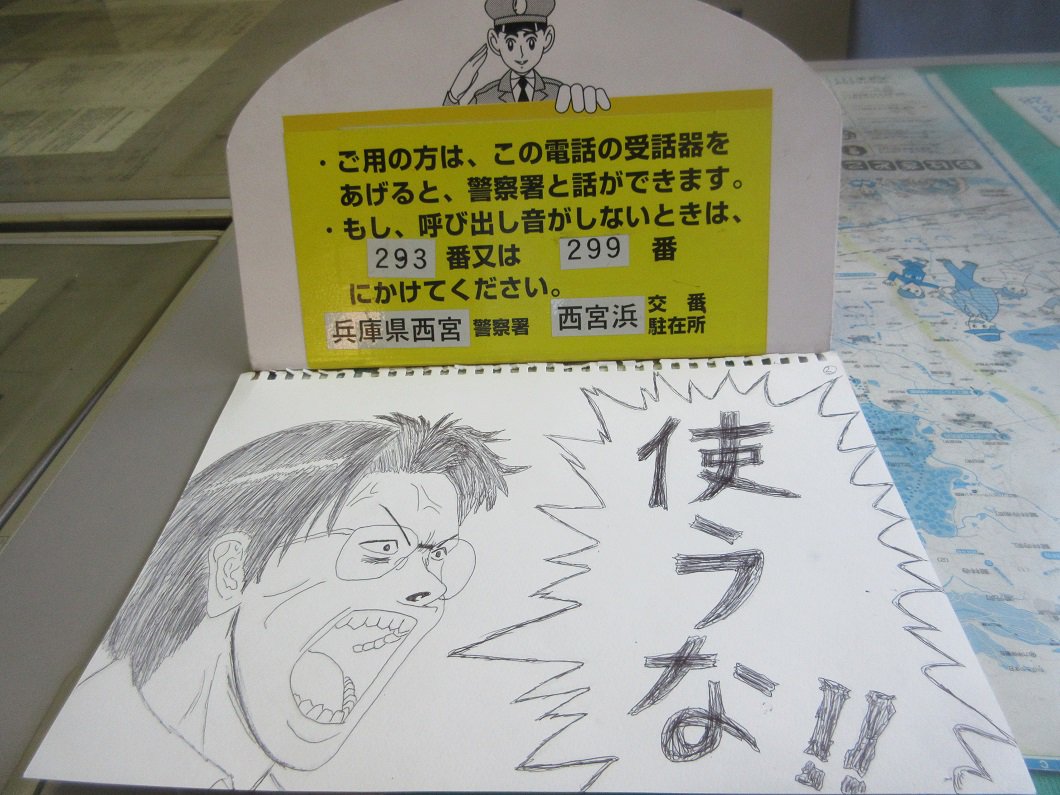 ・ご用の方は、この電話の受話器を
あげると、警察署と話ができます。
・もし、呼び出し音がしないときは、
293 番又は 299 番
にかけてください。
兵庫県西宮 警察署 西宮浜 交番
駐在所
使うな!!